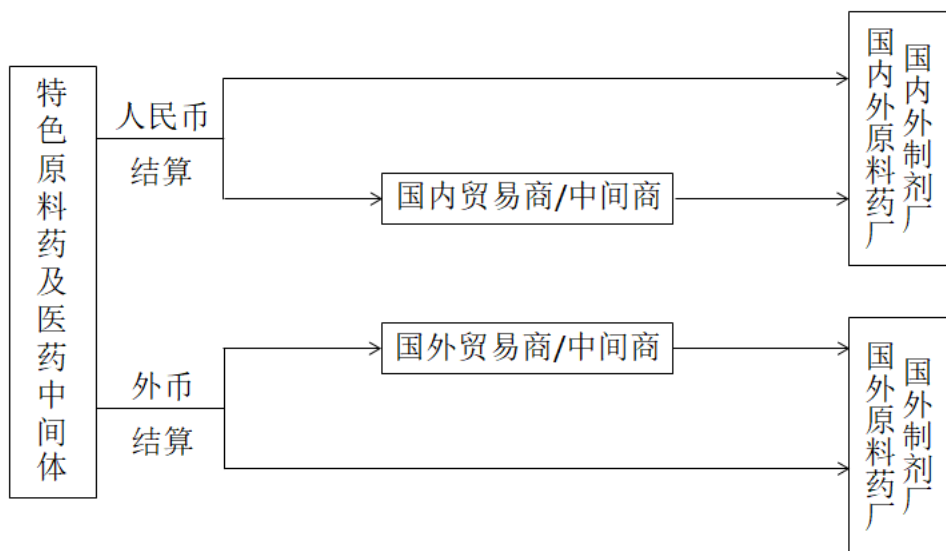 特色原料药及医药中间体
人民币
结算
国内贸易商/中间商
国内外制剂厂
国内外原料药厂
外币
结算
国外贸易商/中间商
国外制剂厂
国外原料药厂